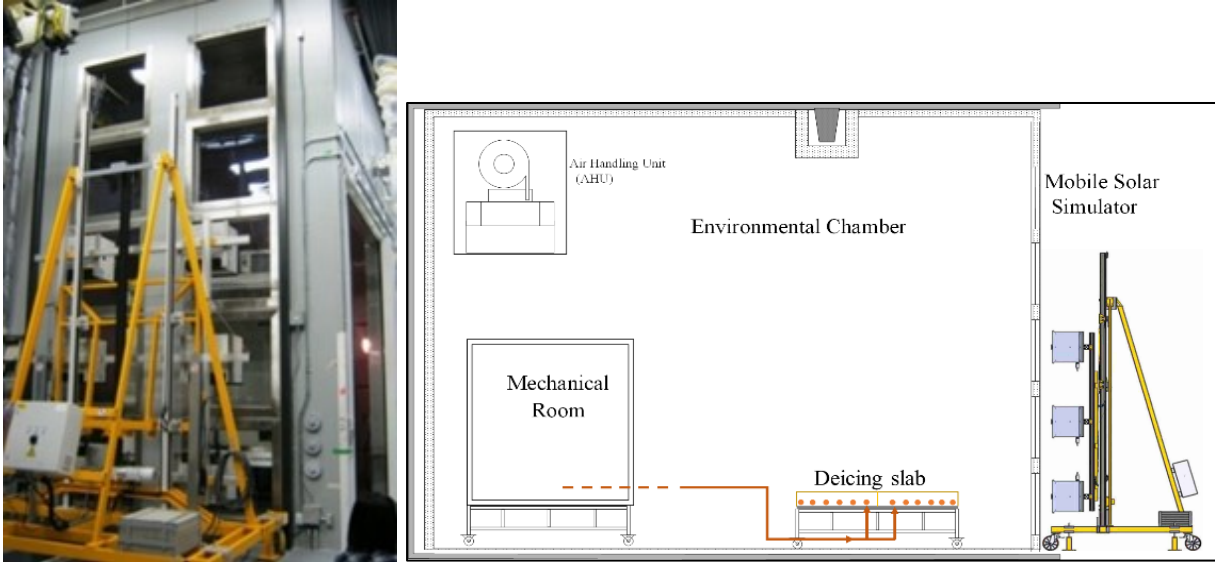 Air Handling Unit
(AHU)
Environmental Chamber
Mobile Solar
Simulator
Mechanical
Room
Deicing slab